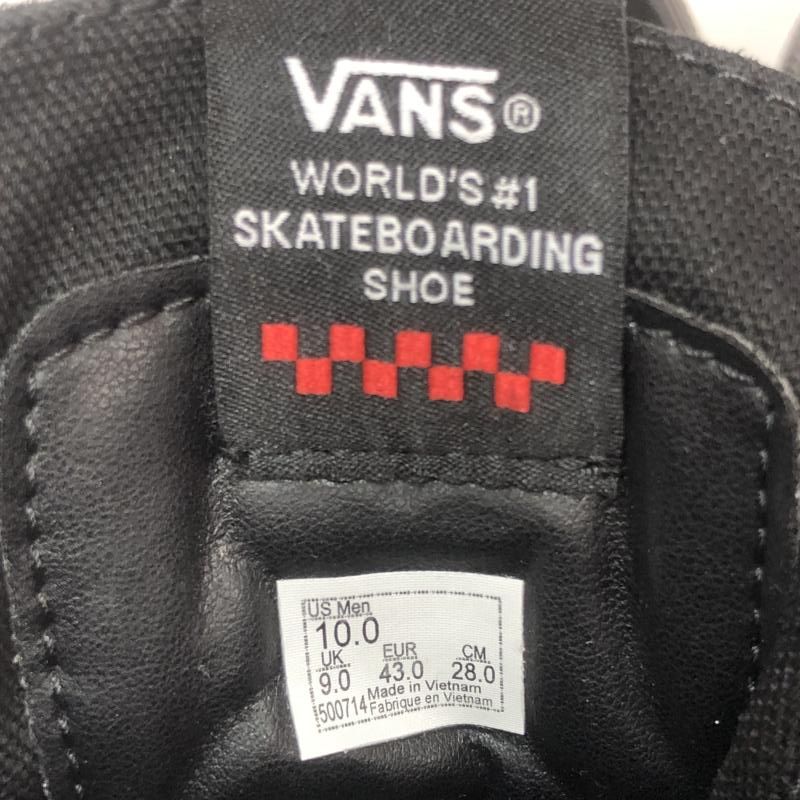 VANS®
WORLD'S #1
SKATEBOARDING
SHOE
US Men
10.0
UK EUR CM
9.0 43.0 28.0
500714 Made in Vietnam
Fabrique en Vietnam